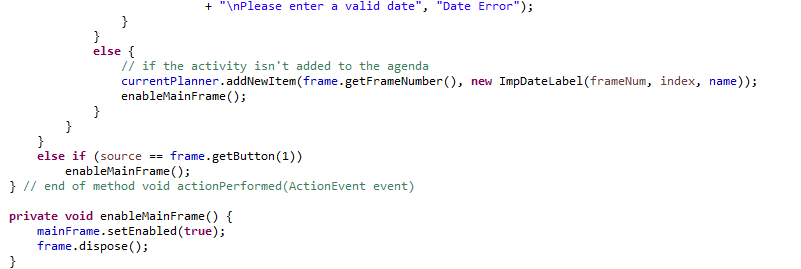 + "\nPlease enter a valid date", "Date Error");
}
}
else {
// if the activity isn't added to the agenda
currentPlanner.addNewItem(frame.getFrameNumber(), new ImpDateLabel(frameNum, index, name));
enableMainFrame();
}
}
}
else if (source == frame.getButton(1))
enableMainFrame();
} // end of method void actionPerformed(ActionEvent event)
private void enableMainFrame() {
mainFrame.setEnabled(true);
frame.dispose();
}